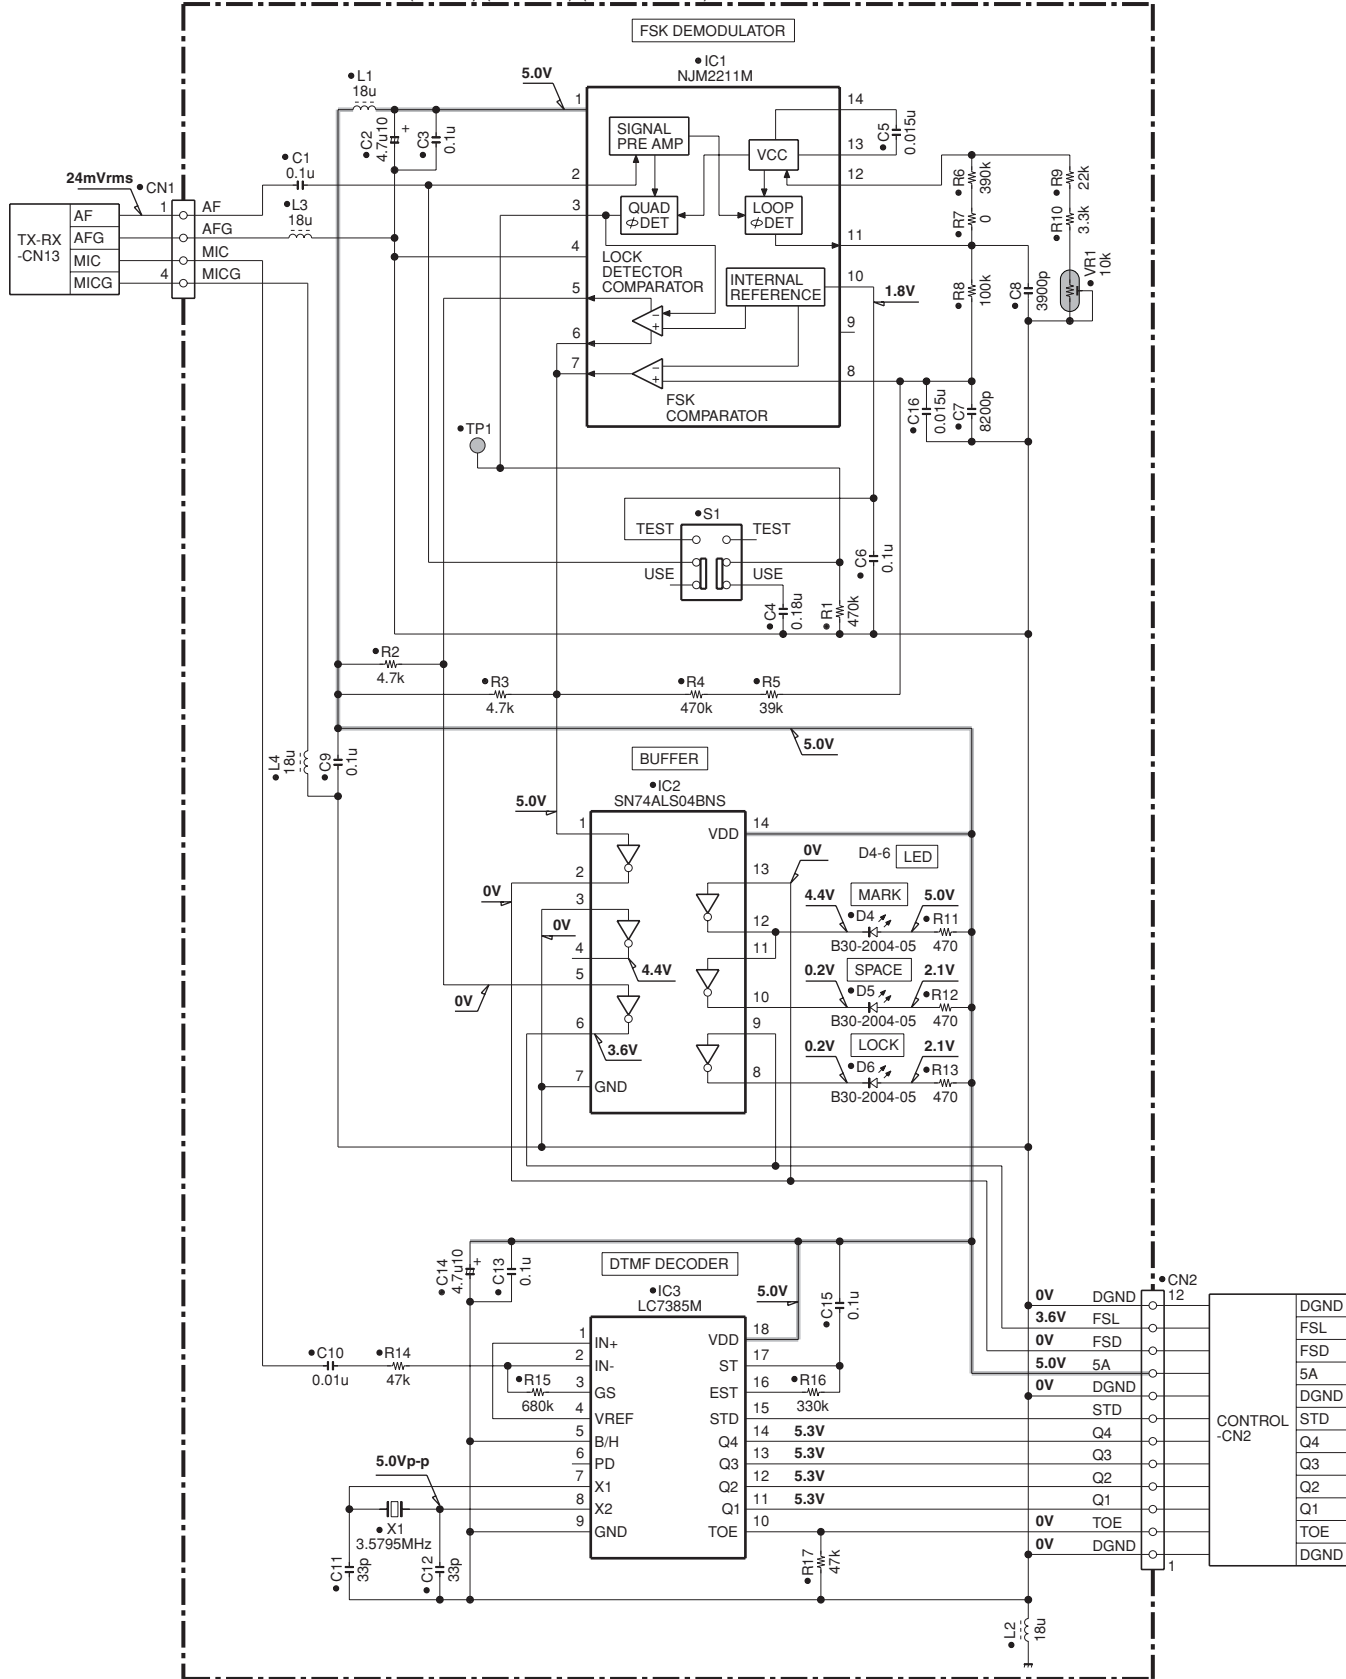 FSK DEMODULATOR
IC1
NJM2211M
5.0V
L1
18u
C2
4.7u10
+
C3
0.1u
1
2
3
4
5
6
7
SIGNAL
PRE AMP
VCC
QUAD
ϕDET
LOOP
ϕDET
LOCK
DETECTOR
COMPARATOR
INTERNAL
REFERENCE
−
+
−
+
FSK
COMPARATOR
14
13
12
11
10
9
8
C5
0.015u
1.8V
R6
390k
R7
0
R8
100k
R9
22k
R10
3.3k
VR1
10k
C8
3900p
C16
0.015u
C7
8200p
24mVrms
CN1
C1
0.1u
L3
18u
TX-RX
-CN13
AF
AFG
MIC
MICG
1
4
AF
AFG
MIC
MICG
TP1
S1
TEST
TEST
USE
USE
C4
0.18u
R1
470k
C6
0.1u
R2
4.7k
R3
4.7k
R4
470k
R5
39k
5.0V
L4
18u
C9
0.1u
BUFFER
IC2
SN74ALS04BNS
5.0V
1
2
3
4
5
6
7
GND
VDD
14
13
12
11
10
9
8
0V
0V
4.4V
0V
3.6V
0V
D4-6
LED
4.4V
MARK
5.0V
D4
R11
B30-2004-05
470
0.2V
SPACE
2.1V
D5
R12
B30-2004-05
470
0.2V
LOCK
2.1V
D6
R13
B30-2004-05
470
C14
4.7u10
+
C13
0.1u
DTMF DECODER
IC3
LC7385M
5.0V
C15
0.1u
C10
0.01u
R14
47k
R15
680k
R16
330k
1
IN+
2
IN-
3
GS
4
VREF
5
B/H
6
PD
7
X1
8
X2
9
GND
VDD
18
ST
17
EST
16
STD
15
Q4
14
5.3V
Q3
13
5.3V
Q2
12
5.3V
Q1
11
5.3V
TOE
10
5.0Vp-p
X1
3.5795MHz
C11
33p
C12
33p
R17
47k
L2
18u
CN2
0V
DGND
12
3.6V
FSL
0V
FSD
5.0V
5A
0V
DGND
STD
Q4
Q3
Q2
Q1
0V
TOE
0V
DGND
1
CONTROL
-CN2
DGND
FSL
FSD
5A
DGND
STD
Q4
Q3
Q2
Q1
TOE
DGND